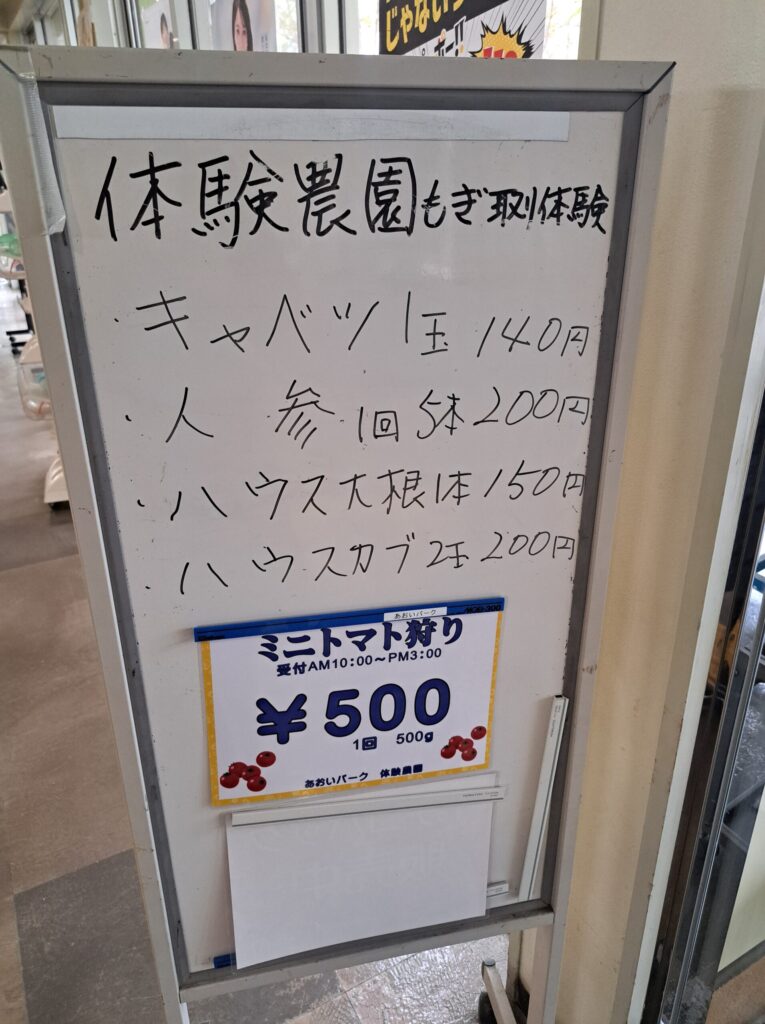 じゃない
体験農園もぎ取り体験
・キャベツ 1玉 140円
・人 参 1回 5本 200円
・ハウス大根1本 150円
・ハウスカブ 2玉 200円
あおいパーク
ミニトマト狩り
受付AM10:00～PM3:00
￥500
1回 500g
あおいパーク 体験農園